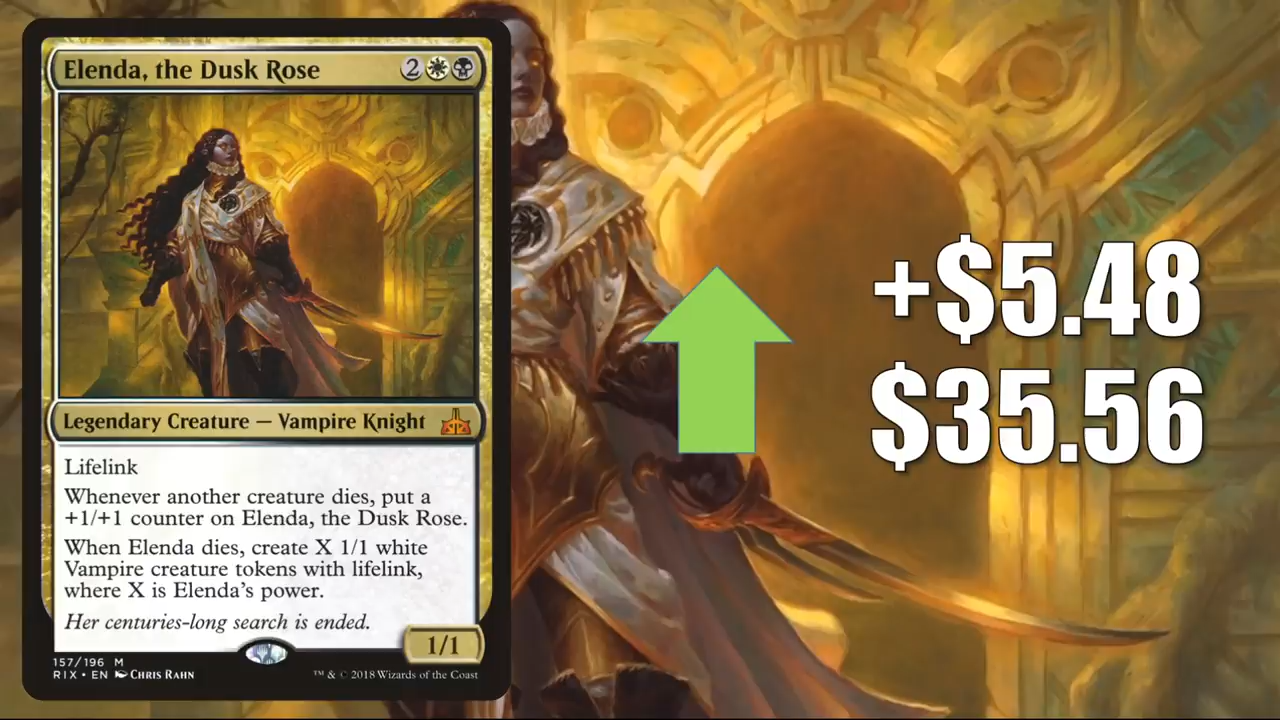 Elenda, the Dusk Rose 2
Legendary Creature — Vampire Knight
Lifelink
Whenever another creature dies, put a
+1/+1 counter on Elenda, the Dusk Rose.
When Elenda dies, create X 1/1 white
Vampire creature tokens with lifelink,
where X is Elenda's power.
Her centuries-long search is ended.
1/1
157/196 M
RIX • EN Chris Rahn
™ & © 2018 Wizards of the Coast
+$5.48
$35.56